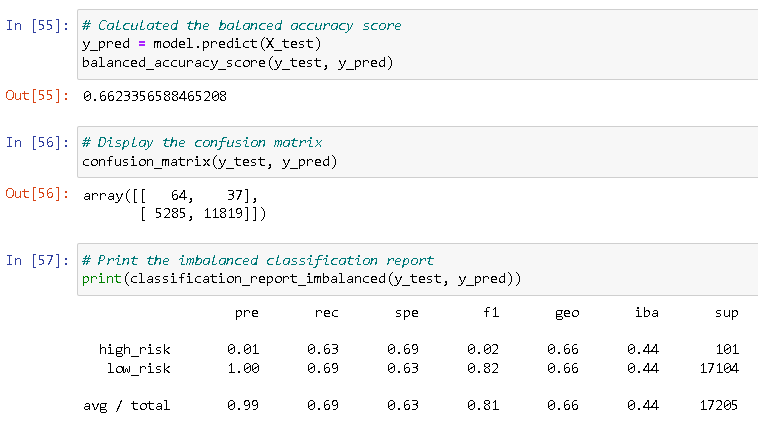 In [55]: # Calculated the balanced accuracy score
y_pred = model.predict(X_test)
balanced_accuracy_score(y_test, y_pred)
Out[55]: 0.6623356588465208
In [56]: # Display the confusion matrix
confusion_matrix(y_test, y_pred)
Out[56]: array([[   64,    37],
       [ 5285, 11819]])
In [57]: # Print the imbalanced classification report
print(classification_report_imbalanced(y_test, y_pred))
pre rec spe f1 geo iba sup
high_risk 0.01 0.63 0.69 0.02 0.66 0.44 101
low_risk 1.00 0.69 0.63 0.82 0.66 0.44 17104
avg / total 0.99 0.69 0.63 0.81 0.66 0.44 17205